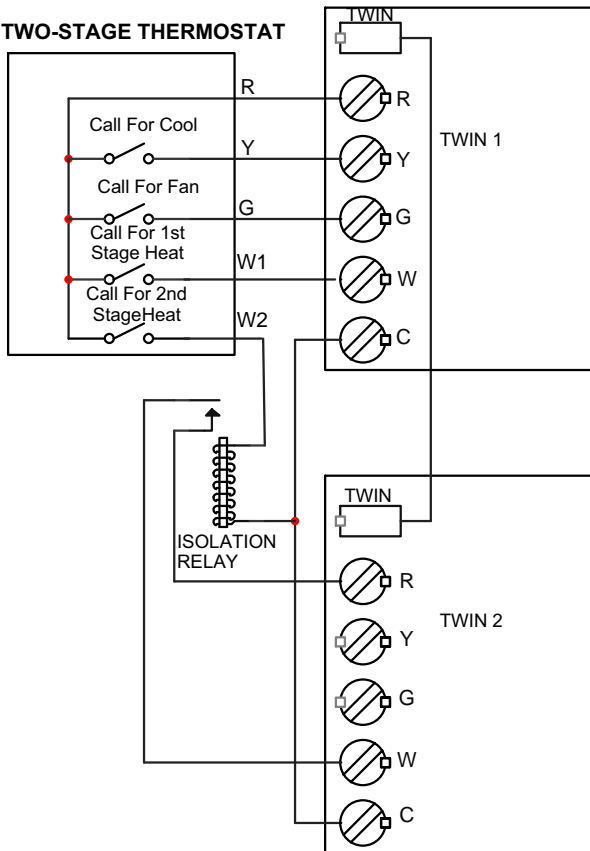 TWO-STAGE THERMOSTAT
TWIN
R
R
TWIN 1
Call For Cool
Y
Y
Call For Fan
G
G
Call For 1st
Stage Heat
W1
W
Call For 2nd
StageHeat
W2
C
TWIN
ISOLATION
RELAY
R
TWIN 2
Y
G
W
C